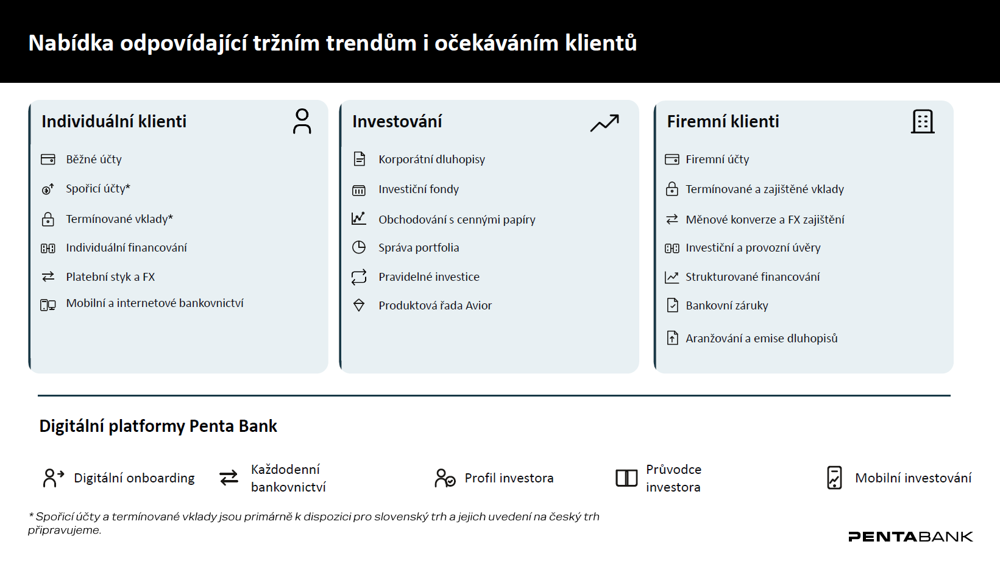 Nabídka odpovídající tržním trendům i očekáváním klientů
Individuální klienti
Běžné účty
Spořicí účty*
Termínované vklady*
Individuální financování
Platební styk a FX
Mobilní a internetové bankovnictví
Investování
Korporátní dluhopisy
Investiční fondy
Obchodování s cennými papíry
Správa portfolia
Pravidelné investice
Produktová řada Avior
Firemní klienti
Firemní účty
Termínované a zajištěné vklady
Měnové konverze a FX zajištění
Investiční a provozní úvěry
Strukturované financování
Bankovní záruky
Aranžování a emise dluhopisů
Digitální platformy Penta Bank
Digitální onboarding
Každodenní
bankovnictví
Profil investora
Průvodce
investora
Mobilní investování
* Spořicí účty a termínované vklady jsou primárně k dispozici pro slovenský trh a jejich uvedení na český trh
připravujeme.
PENTABANK